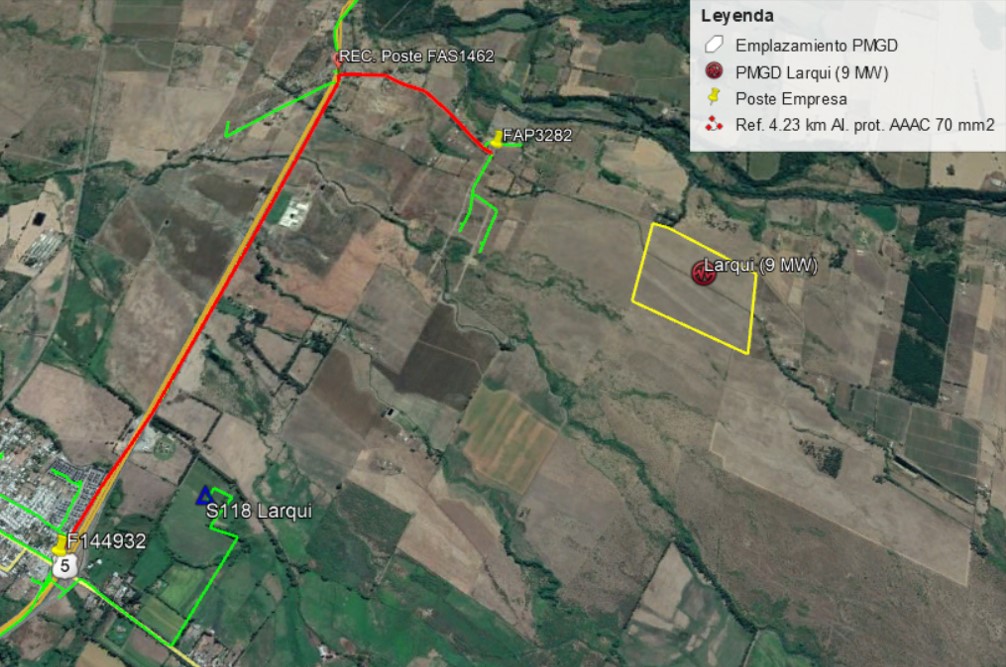 Leyenda
Emplazamiento PMGD
PMGD Larqui (9 MW)
Poste Empresa
Ref. 4.23 km Al. prot. AAAC 70 mm2
REC. Poste FAS1462
FAP3282
Larqui (9 MW)
S118 Larqui
F144932
5